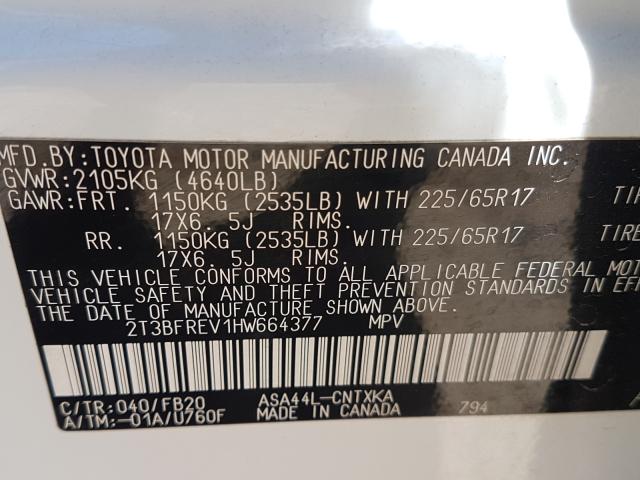 MFD. BY: TOYOTA MOTOR MANUFACTURING CANADA INC.
GVWR: 2105KG (4640LB)
GAWR: FRT. 1150KG (2535LB) WITH 225/65R17
17X6. 5J RIMS.
RR. 1150KG (2535LB) WITH 225/65R17
17X6. 5J RIMS.
THIS VEHICLE CONFORMS TO ALL APPLICABLE FEDERAL
VEHICLE SAFETY AND THEFT PREVENTION STANDARDS IN
THE DATE OF MANUFACTURE SHOWN ABOVE.
2T3BFREV1HW664377 MPV
C/TR: 040/FB20 ASA44L-CNTXKA
A/TM: -01A/U760F MADE IN CANADA 794